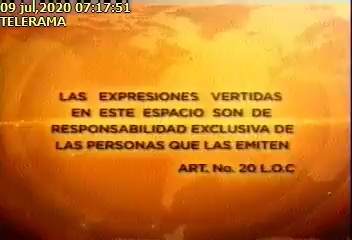 09 jul,2020 07:17:51
TELERAMA
LAS EXPRESIONES VERTIDAS
EN ESTE ESPACIO SON DE
RESPONSABILIDAD EXCLUSIVA DE
LAS PERSONAS QUE LAS EMITEN
ART. No. 20 L.O.C